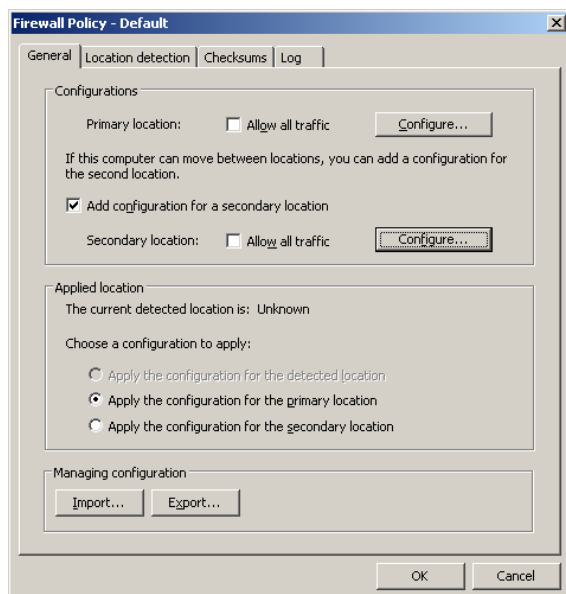 Firewall Policy - Default
General
Location detection
Checksums
Log
Configurations
Primary location:
Allow all traffic
Configure...
If this computer can move between locations, you can add a configuration for
the second location.
Add configuration for a secondary location
Secondary location:
Allow all traffic
Configure...
Applied location
The current detected location is: Unknown
Choose a configuration to apply:
Apply the configuration for the detected location
Apply the configuration for the primary location
Apply the configuration for the secondary location
Managing configuration
Import...
Export...
OK
Cancel